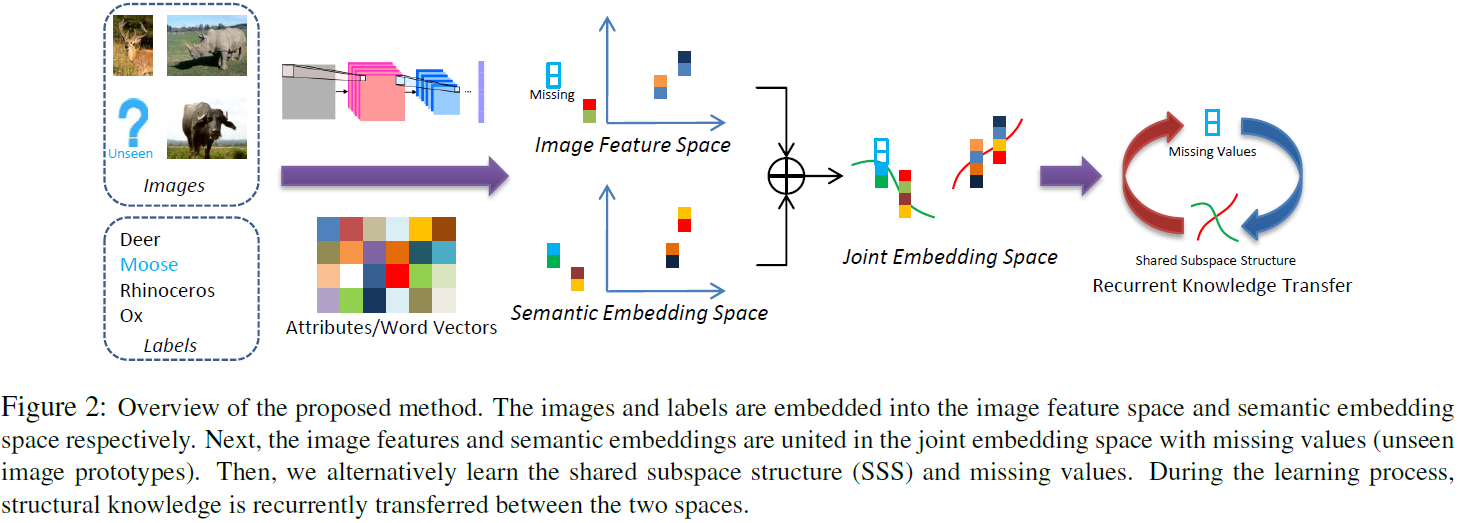 Unseen
Images
Deer
Moose
Rhinoceros
Ox
Labels
Attributes/Word Vectors
Missing
Image Feature Space
Semantic Embedding Space
Joint Embedding Space
Missing Values
Shared Subspace Structure
Recurrent Knowledge Transfer
Figure 2: Overview of the proposed method. The images and labels are embedded into the image feature space and semantic embedding
space respectively. Next, the image features and semantic embeddings are united in the joint embedding space with missing values (unseen
image prototypes). Then, we alternatively learn the shared subspace structure (SSS) and missing values. During the learning process,
structural knowledge is recurrently transferred between the two spaces.